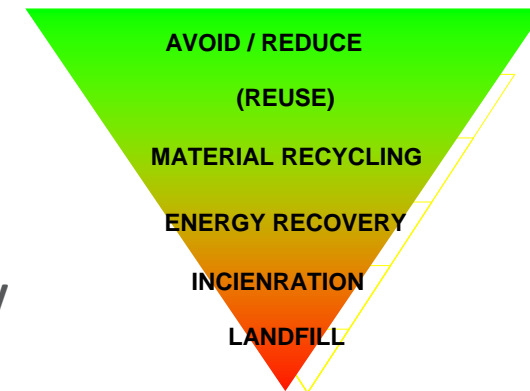 AVOID / REDUCE
(REUSE)
MATERIAL RECYCLING
ENERGY RECOVERY
INCIENRATION
LANDFILL